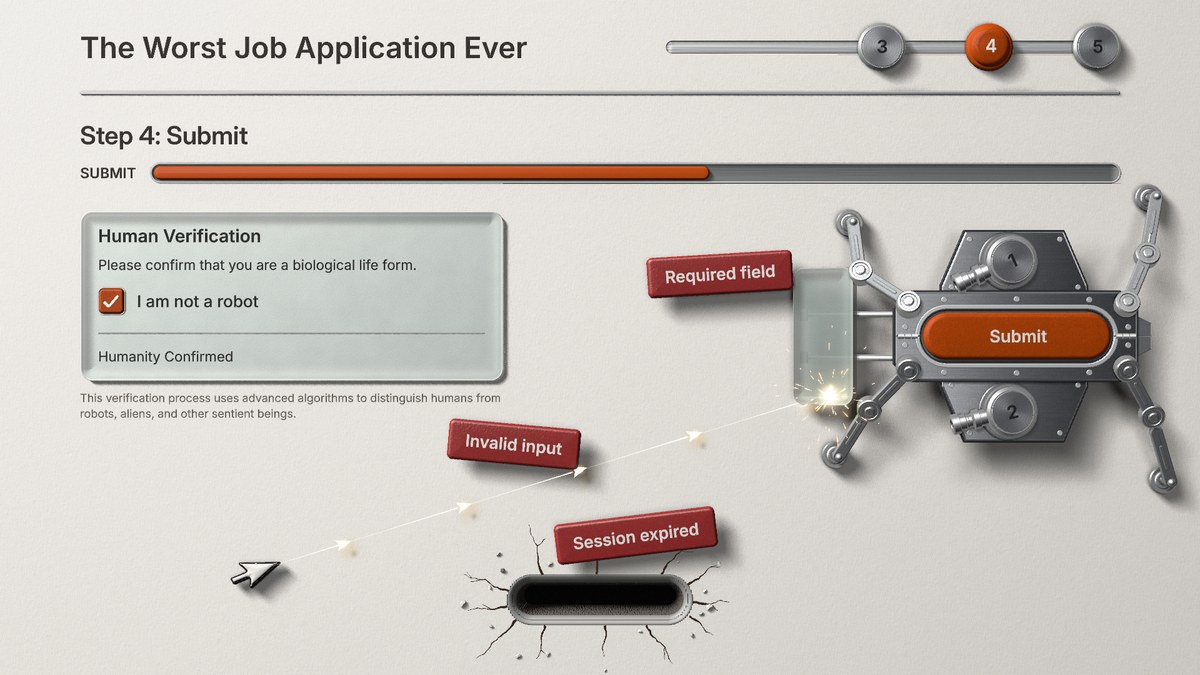 The Worst Job Application Ever
3
4
5
Step 4: Submit
SUBMIT
Human Verification
Please confirm that you are a biological life form.
I am not a robot
Humanity Confirmed
This verification process uses advanced algorithms to distinguish humans from
robots, aliens, and other sentient beings.
Required field
1
Submit
2
Invalid input
Session expired